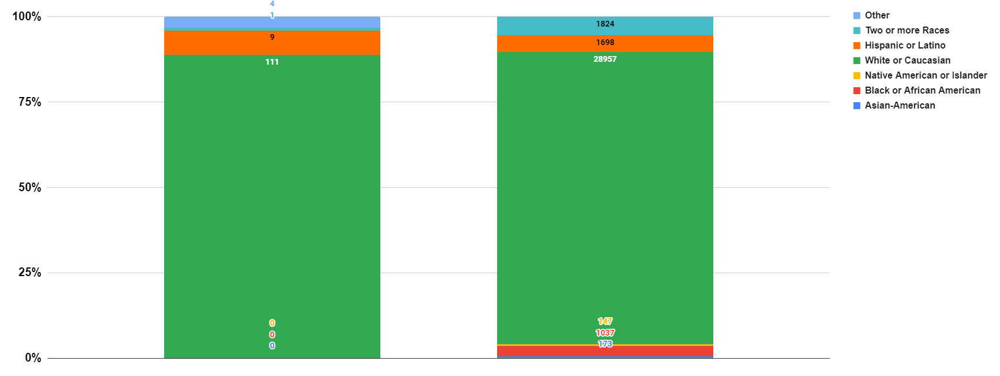 100%
75%
50%
25%
0%
4
1
9
111
0
0
0
1824
1698
28957
147
1037
173
Other
Two or more Races
Hispanic or Latino
White or Caucasian
Native American or Islander
Black or African American
Asian-American